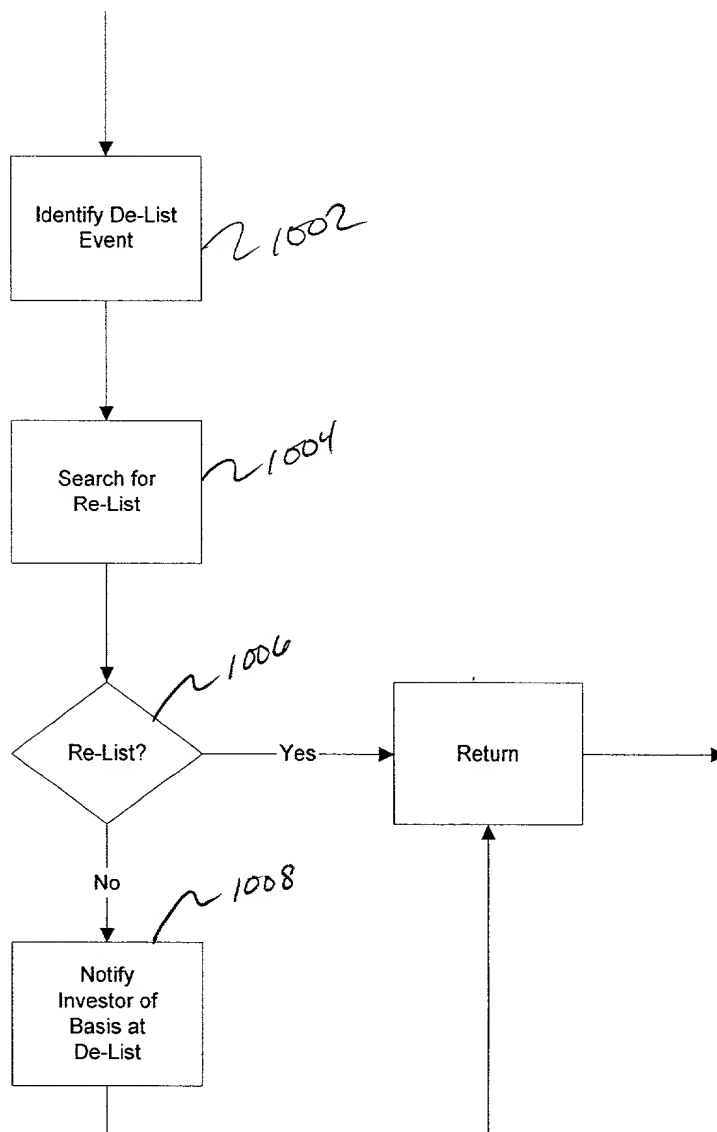 Identify De-List
Event
1002
Search for
Re-List
1004
1006
Re-List?
Yes
Return
No
1008
Notify
Investor of
Basis at
De-List